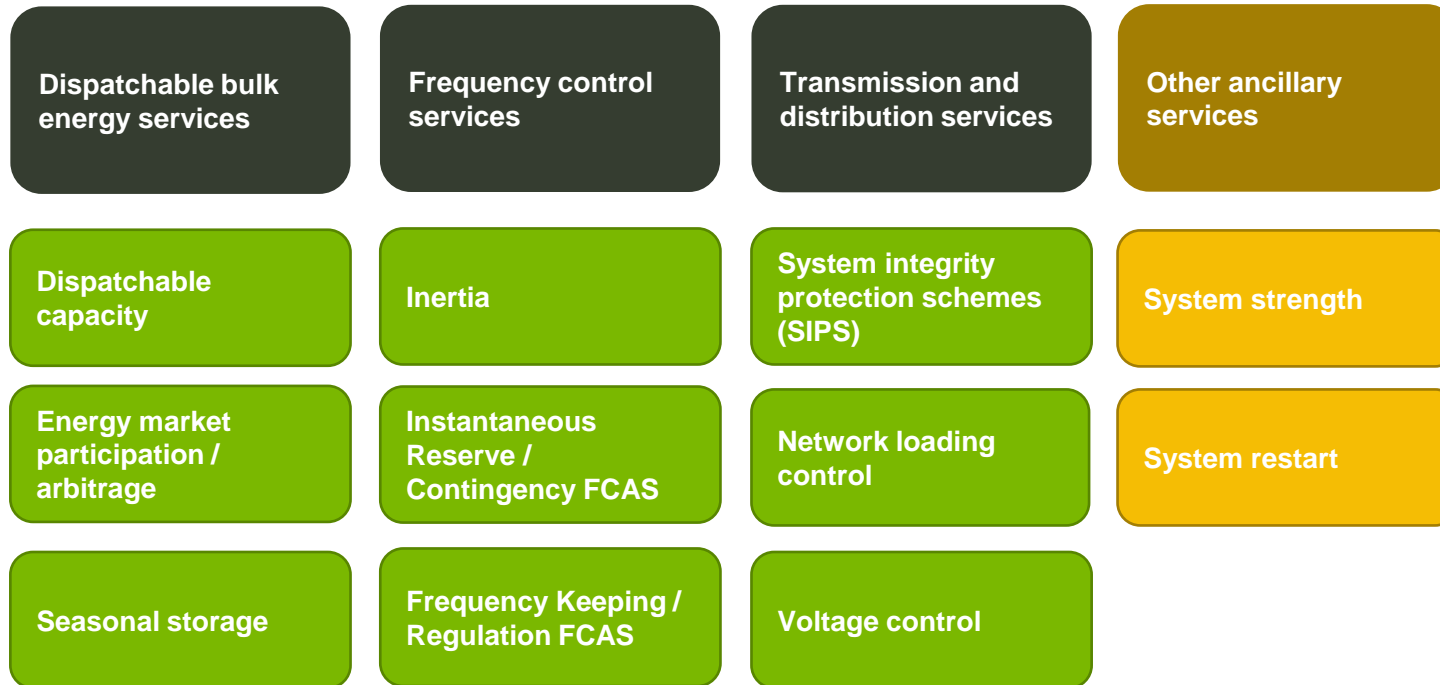 Dispatchable bulk
energy services
Frequency control
services
Transmission and
distribution services
Other ancillary
services
Dispatchable
capacity
Inertia
System integrity
protection schemes
(SIPS)
System strength
Energy market
participation /
arbitrage
Instantaneous
Reserve /
Contingency FCAS
Network loading
control
System restart
Seasonal storage
Frequency Keeping /
Regulation FCAS
Voltage control